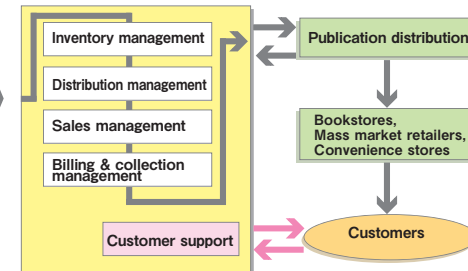 Inventory management
Distribution management
Sales management
Billing & collection
management
Customer support
Publication distribution
Bookstores,
Mass market retailers,
Convenience stores
Customers